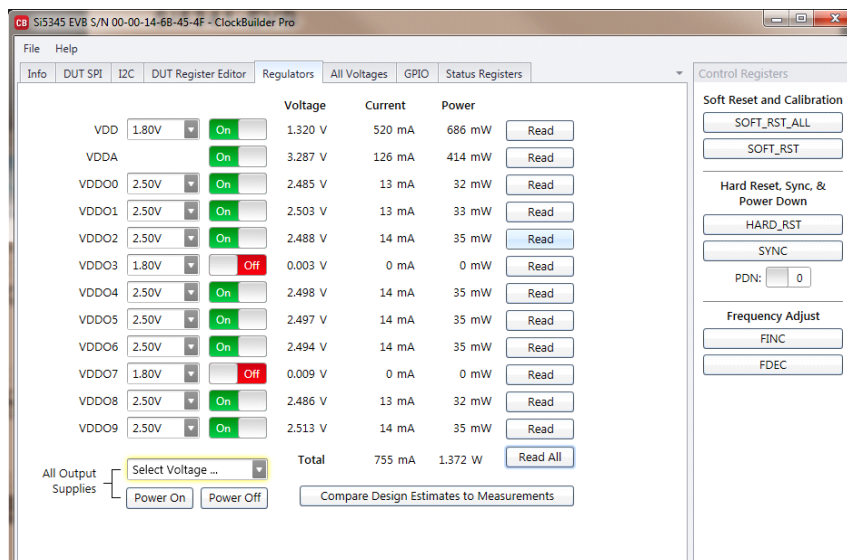 CB Si5345 EVB S/N 00-00-14-6B-45-4F - ClockBuilder Pro
File Help
Info DUT SPI I2C DUT Register Editor Regulators All Voltages GPIO Status Registers
Voltage Current Power
VDD 1.80V On 1.320 V 520 mA 686 mW Read
VDDA On 3.287 V 126 mA 414 mW Read
VDDO0 2.50V On 2.485 V 13 mA 32 mW Read
VDDO1 2.50V On 2.503 V 13 mA 33 mW Read
VDDO2 2.50V On 2.488 V 14 mA 35 mW Read
VDDO3 1.80V Off 0.003 V 0 mA 0 mW Read
VDDO4 2.50V On 2.498 V 14 mA 35 mW Read
VDDO5 2.50V On 2.497 V 14 mA 35 mW Read
VDDO6 2.50V On 2.494 V 14 mA 35 mW Read
VDDO7 1.80V Off 0.009 V 0 mA 0 mW Read
VDDO8 2.50V On 2.486 V 13 mA 32 mW Read
VDDO9 2.50V On 2.513 V 14 mA 35 mW Read
Total 755 mA 1.372 W Read All
All Output
Supplies
Select Voltage ...
Power On Power Off
Compare Design Estimates to Measurements
Control Registers
Soft Reset and Calibration
SOFT_RST_ALL
SOFT_RST
Hard Reset, Sync, &
Power Down
HARD_RST
SYNC
PDN: 0
Frequency Adjust
FINC
FDEC